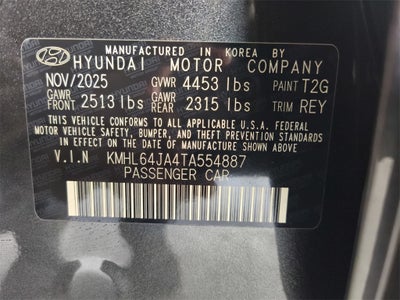 MANUFACTURED IN KOREA BY
HYUNDAI MOTOR COMPANY
NOV/2025 GVWR 4453 lbs PAINT T2G
GAWR FRONT 2513 lbs GAWR REAR 2315 lbs TRIM REY
THIS VEHICLE CONFORMS TO ALL APPLICABLE U.S.A. FEDERAL
MOTOR VEHICLE SAFETY, BUMPER, AND THEFT PREVENTION STANDARDS
IN EFFECT ON THE DATE OF MANUFACTURE SHOWN ABOVE.
V.I.N KMHL64JA4TA554887
PASSENGER CAR